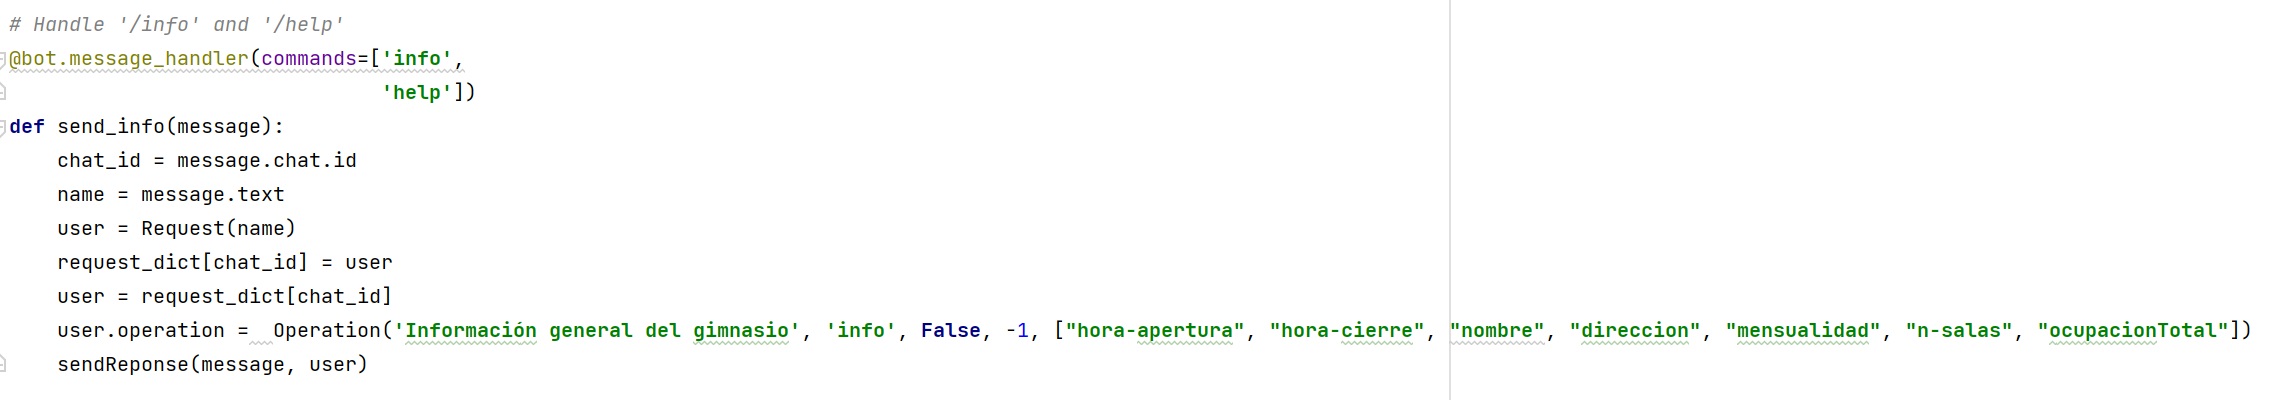 # Handle '/info' and '/help'
@bot.message_handler(commands=['info',
                               'help'])
def send_info(message):
    chat_id = message.chat.id
    name = message.text
    user = Request(name)
    request_dict[chat_id] = user
    user = request_dict[chat_id]
    user.operation =  Operation('Información general del gimnasio', 'info', False, -1, ["hora-apertura", "hora-cierre", "nombre", "direccion", "mensualidad", "n-salas", "ocupacionTotal"])
    sendReponse(message, user)